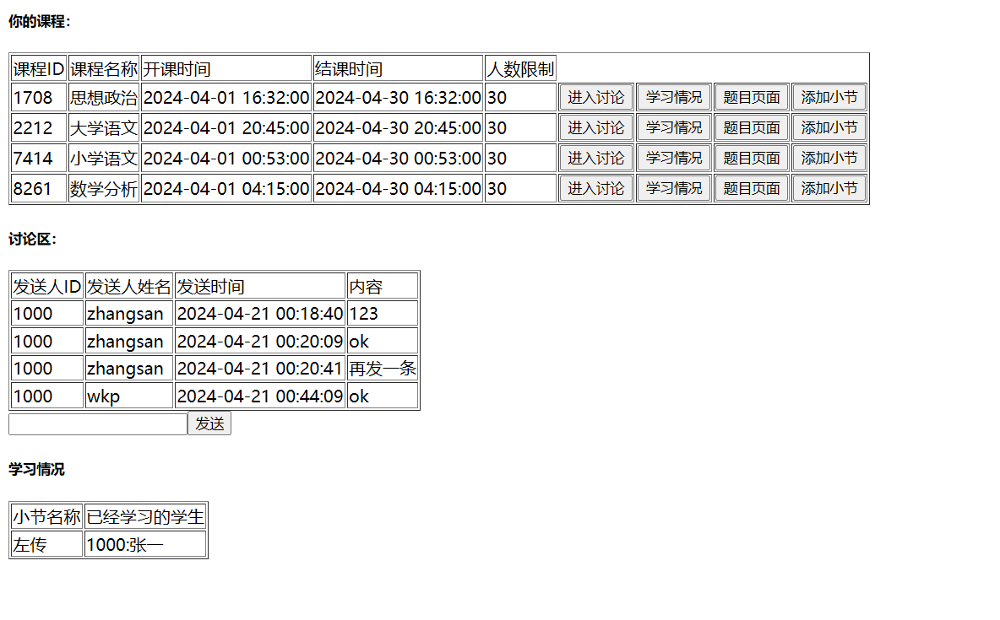 你的课程：
课程ID 课程名称 开课时间 结课时间 人数限制
1708 思想政治 2024-04-01 16:32:00 2024-04-30 16:32:00 30 进入讨论 学习情况 题目页面 添加小节
2212 大学语文 2024-04-01 20:45:00 2024-04-30 20:45:00 30 进入讨论 学习情况 题目页面 添加小节
7414 小学语文 2024-04-01 00:53:00 2024-04-30 00:53:00 30 进入讨论 学习情况 题目页面 添加小节
8261 数学分析 2024-04-01 04:15:00 2024-04-30 04:15:00 30 进入讨论 学习情况 题目页面 添加小节
讨论区：
发送人ID 发送人姓名 发送时间 内容
1000 zhangsan 2024-04-21 00:18:40 123
1000 zhangsan 2024-04-21 00:20:09 ok
1000 zhangsan 2024-04-21 00:20:41 再发一条
1000 wkp 2024-04-21 00:44:09 ok
发送
学习情况
小节名称 已经学习的学生
左传 1000:张一